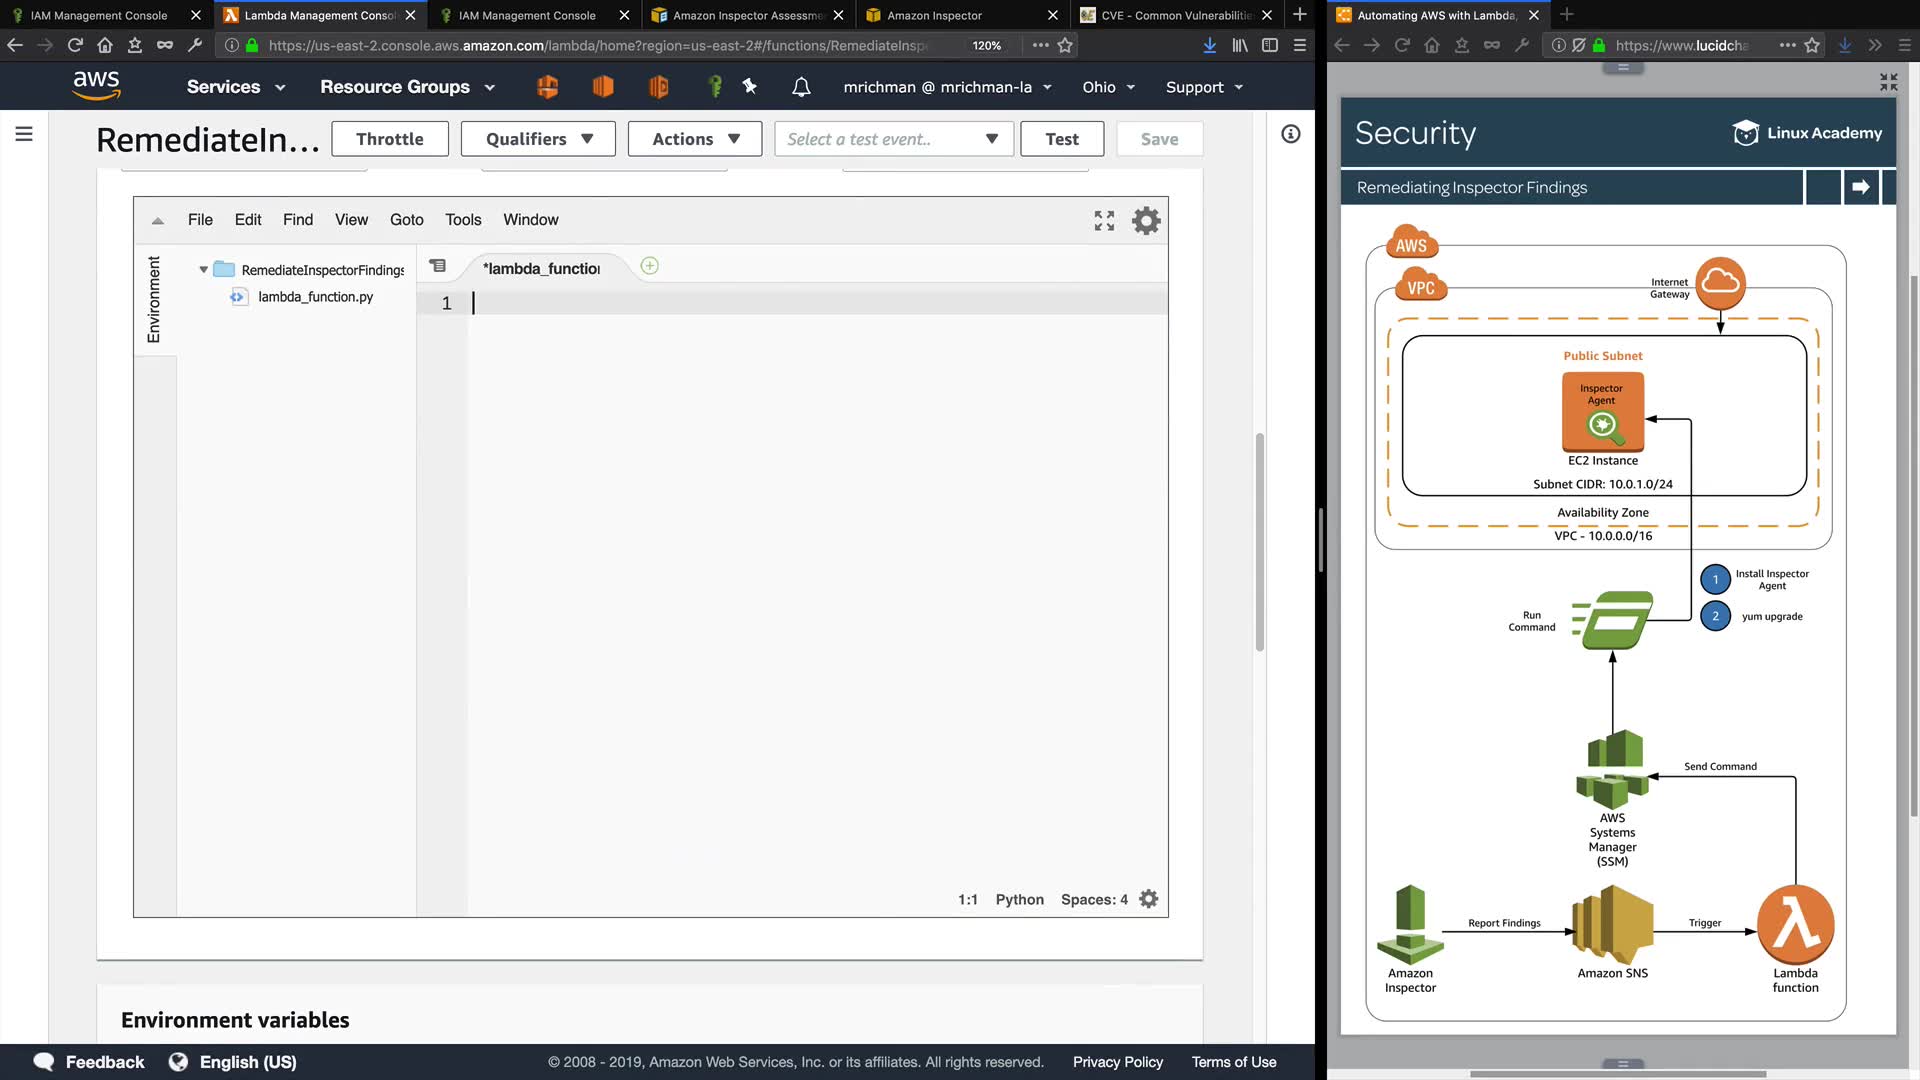 IAM Management Console
Lambda Management Conso
IAM Management Console
Amazon Inspector Assessme
Amazon Inspector
CVE - Common Vulnerabilitie
https://us-east-2.console.aws.amazon.com/lambda/home?region=us-east-2#/functions/RemediateInspe
120%
aws
Services
Resource Groups
mrichman @ mrichman-la
Ohio
Support
RemediateIn...
Throttle
Qualifiers
Actions
Select a test event..
Test
Save
File
Edit
Find
View
Goto
Tools
Window
Environment
RemediateInspectorFindings
lambda_function.py
*lambda_function
1
1:1
Python
Spaces: 4
Environment variables
Feedback
English (US)
© 2008 - 2019, Amazon Web Services, Inc. or its affiliates. All rights reserved.
Privacy Policy
Terms of Use
Automating AWS with Lambda,
https://www.lucidcha
Security
Linux Academy
Remediating Inspector Findings
AWS
VPC
Internet
Gateway
Public Subnet
Inspector
Agent
EC2 Instance
Subnet CIDR: 10.0.1.0/24
Availability Zone
VPC - 10.0.0.0/16
1
Install Inspector
Agent
2
yum upgrade
Run
Command
AWS
Systems
Manager
(SSM)
Send Command
Report Findings
Trigger
Amazon
Inspector
Amazon SNS
Lambda
function